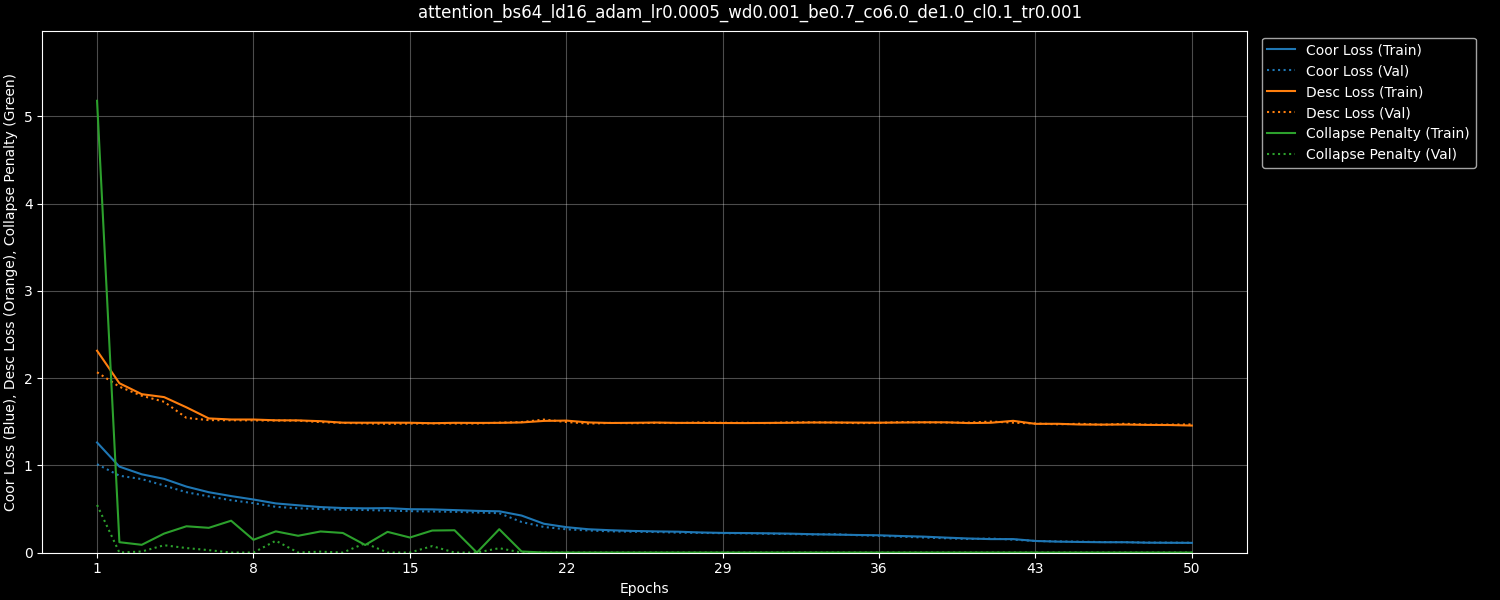 attention_bs64_ld16_adam_lr0.0005_wd0.001_be0.7_co6.0_de1.0_cl0.1_tr0.001
Coor Loss (Blue), Desc Loss (Orange), Collapse Penalty (Green)
5
4
3
2
1
0
1 8 15 22 29 36 43 50
Epochs
Coor Loss (Train)
Coor Loss (Val)
Desc Loss (Train)
Desc Loss (Val)
Collapse Penalty (Train)
Collapse Penalty (Val)